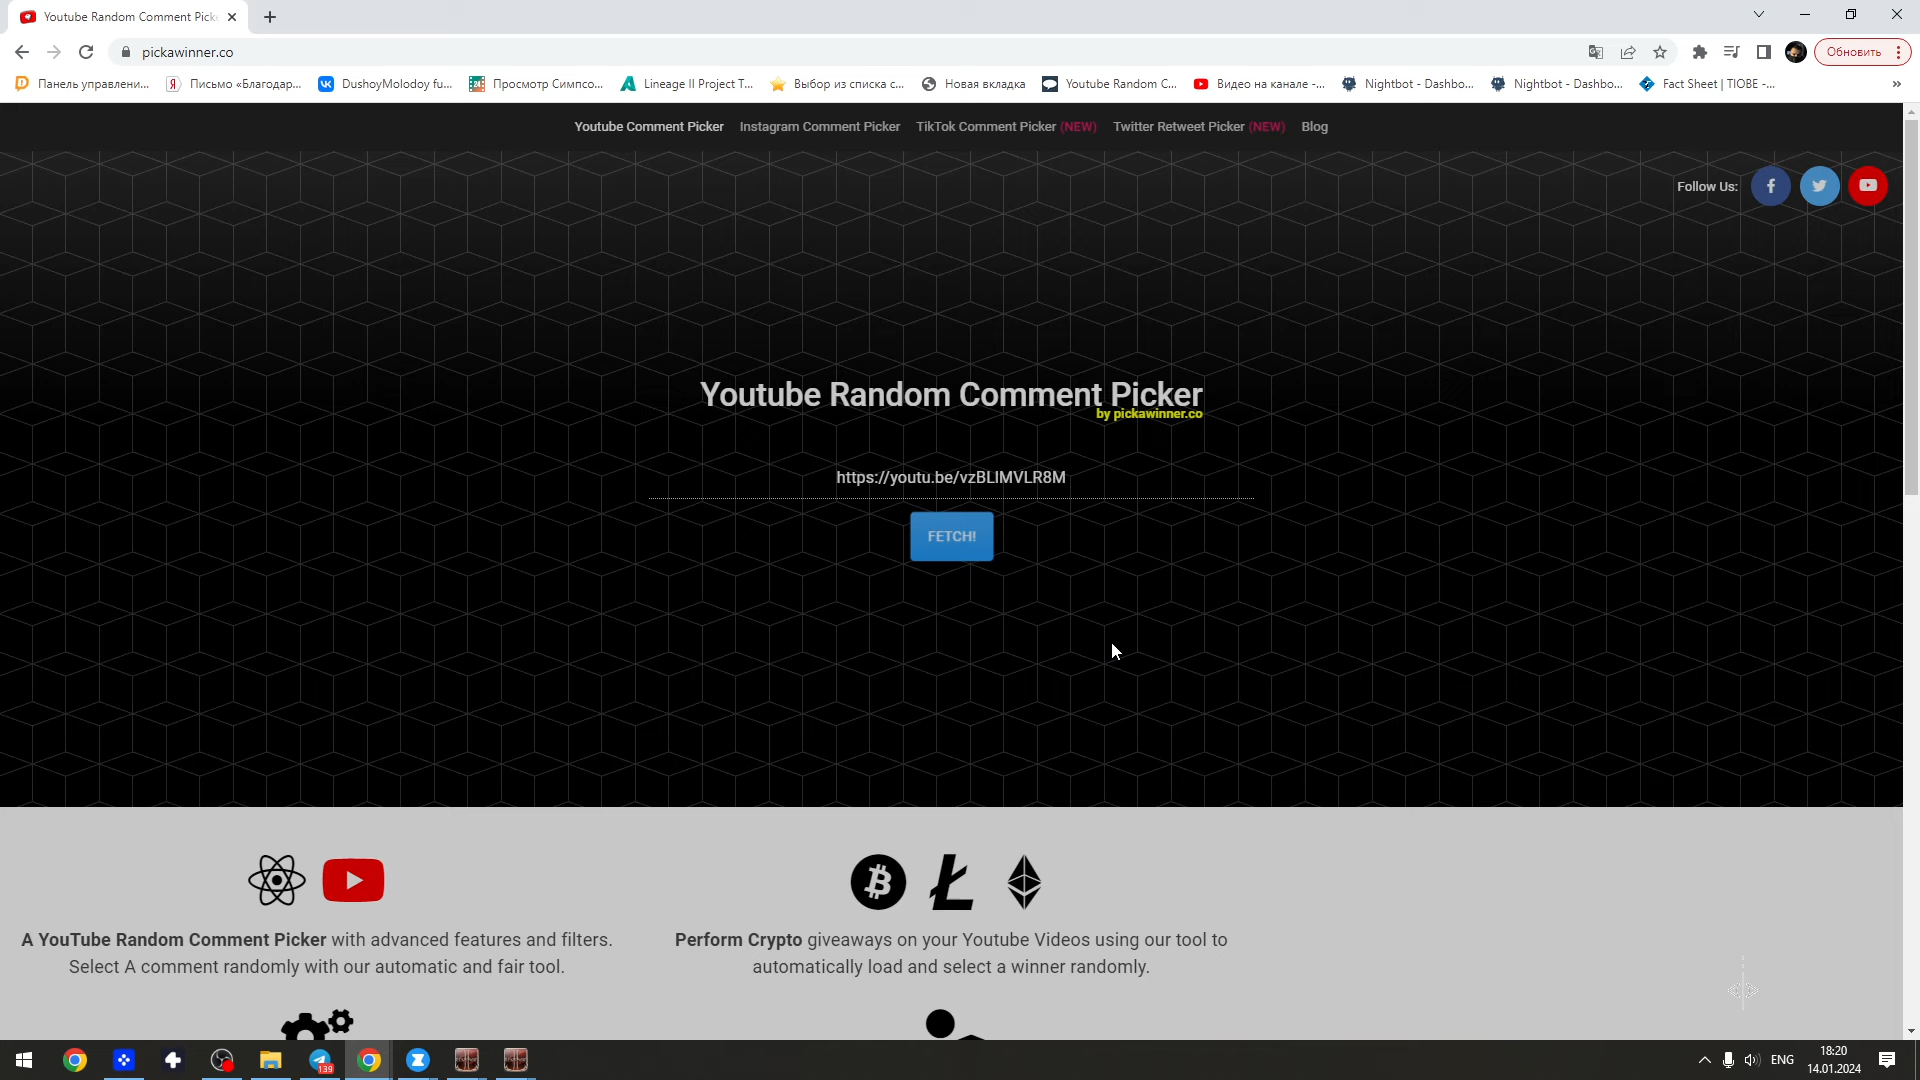 Youtube Random Comment Pick
pickawinner.co
Обновить
Панель управлени...
Письмо «Благодар...
DushoyMolodoy fu...
Просмотр Симпсо...
Lineage II Project T...
Выбор из списка с...
Новая вкладка
Youtube Random C...
Видео на канале -...
Nightbot - Dashbo...
Nightbot - Dashbo...
Fact Sheet | TIOBE -...
»
Youtube Comment Picker
Instagram Comment Picker
TikTok Comment Picker (NEW)
Twitter Retweet Picker (NEW)
Blog
Follow Us:
Youtube Random Comment Picker
by pickawinner.co
https://youtu.be/vzBLIMVLR8M
FETCH!
A YouTube Random Comment Picker with advanced features and filters.
Select A comment randomly with our automatic and fair tool.
Perform Crypto giveaways on your Youtube Videos using our tool to
automatically load and select a winner randomly.
139
ENG
18:20
14.01.2024